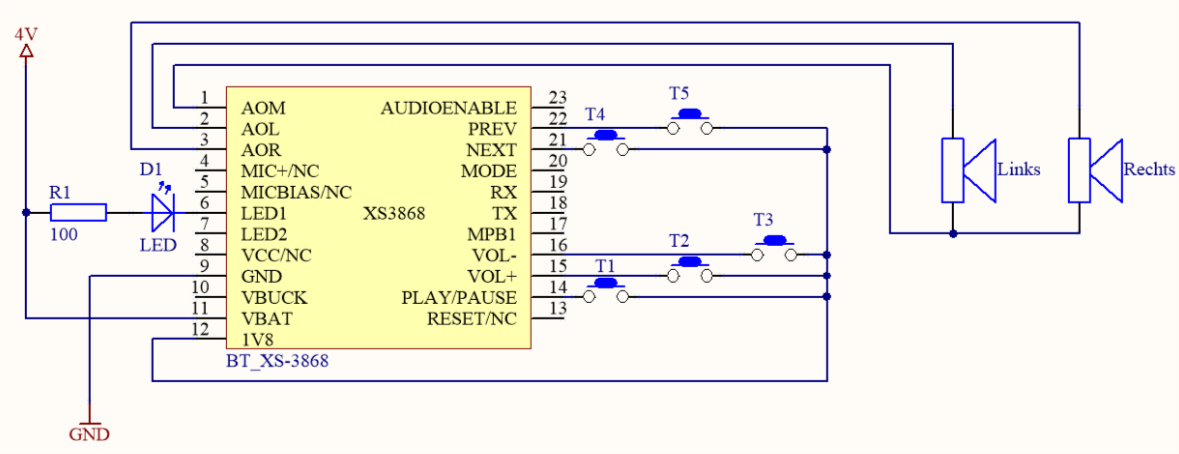 4V
T5
T4
1 AOM AUDIOENABLE 23
2 AOL PREV 22
3 AOR NEXT 21
4 MIC+/NC MODE 20
5 MICBIAS/NC RX 19
6 LED1 XS3868 TX 18
7 LED2 MPB1 17
8 VCC/NC VOL- 16
9 GND VOL+ 15
10 VBUCK PLAY/PAUSE 14
11 VBAT RESET/NC 13
12 1V8
BT_XS-3868
D1
LED
R1
100
T3
T2
T1
Links
Rechts
GND